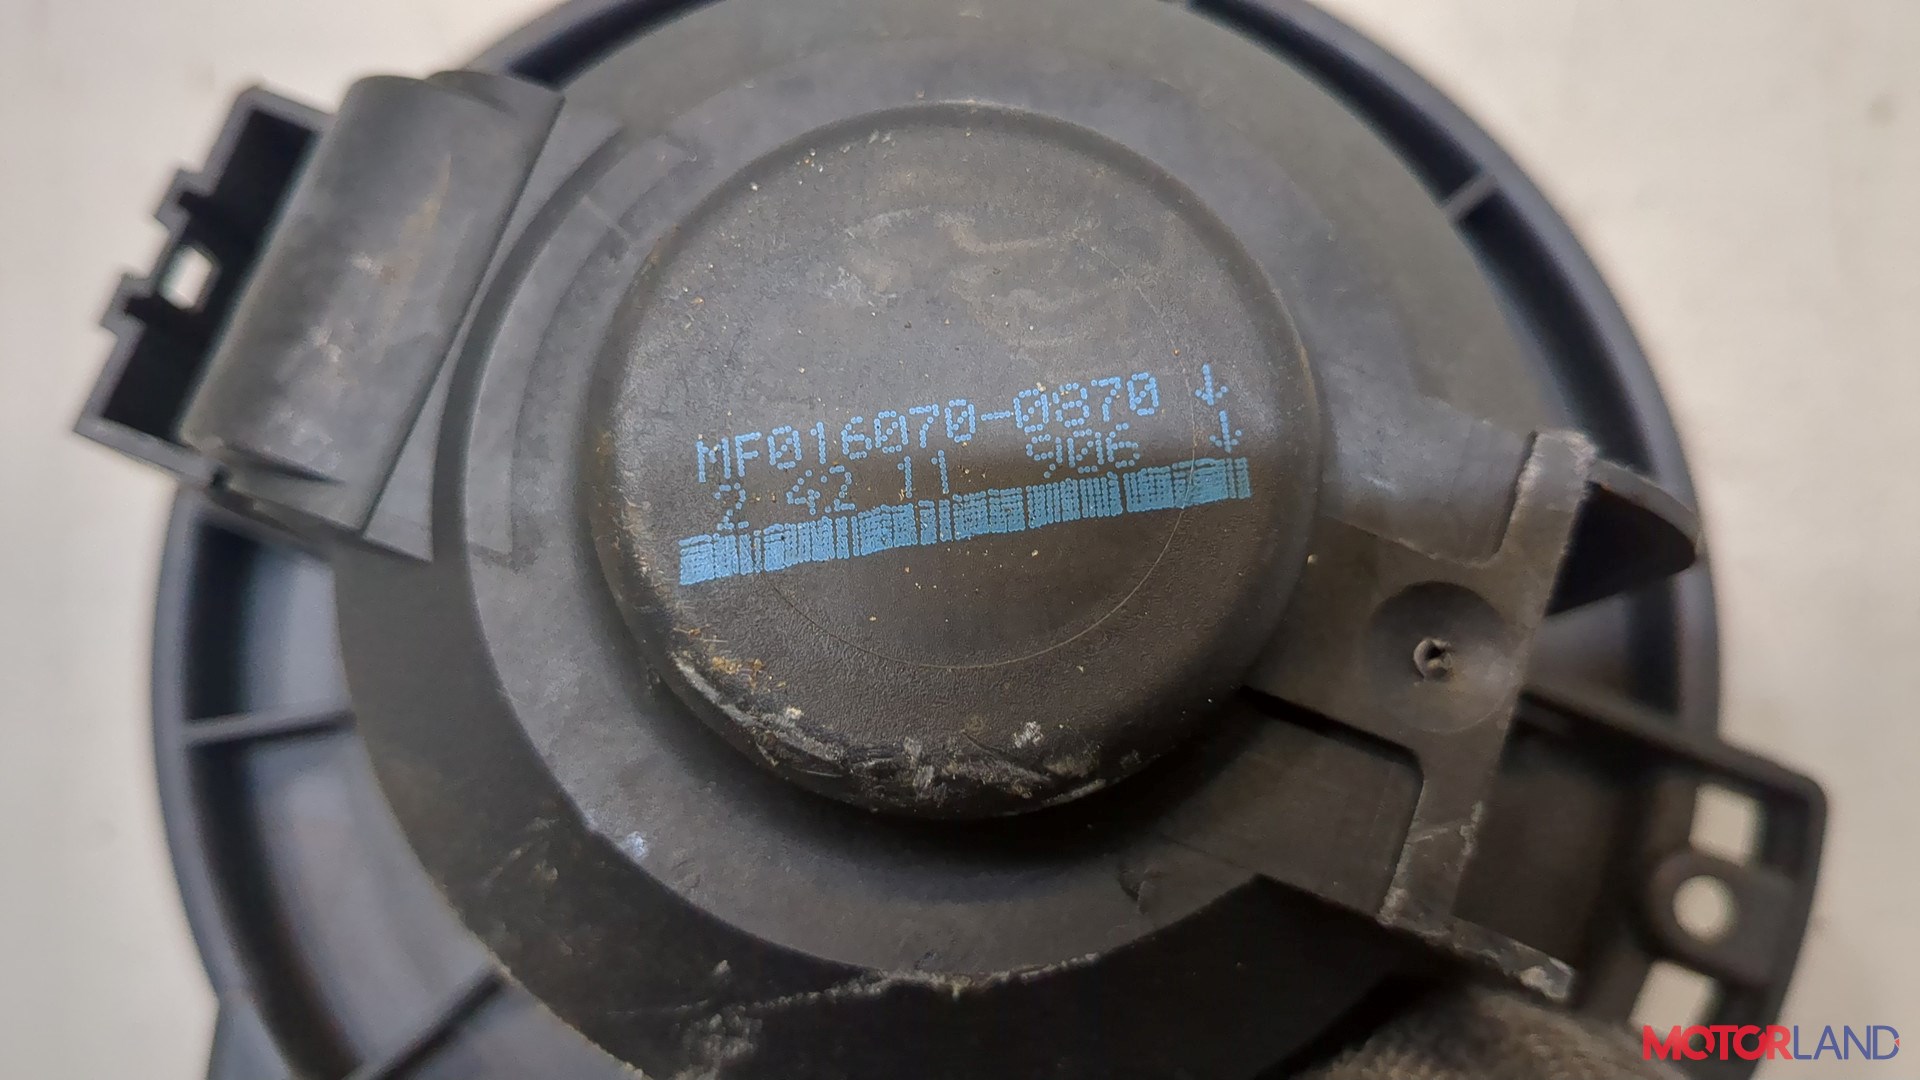 MF016070-0870 ↓
2 42 11 906 ↓
MOTORLAND